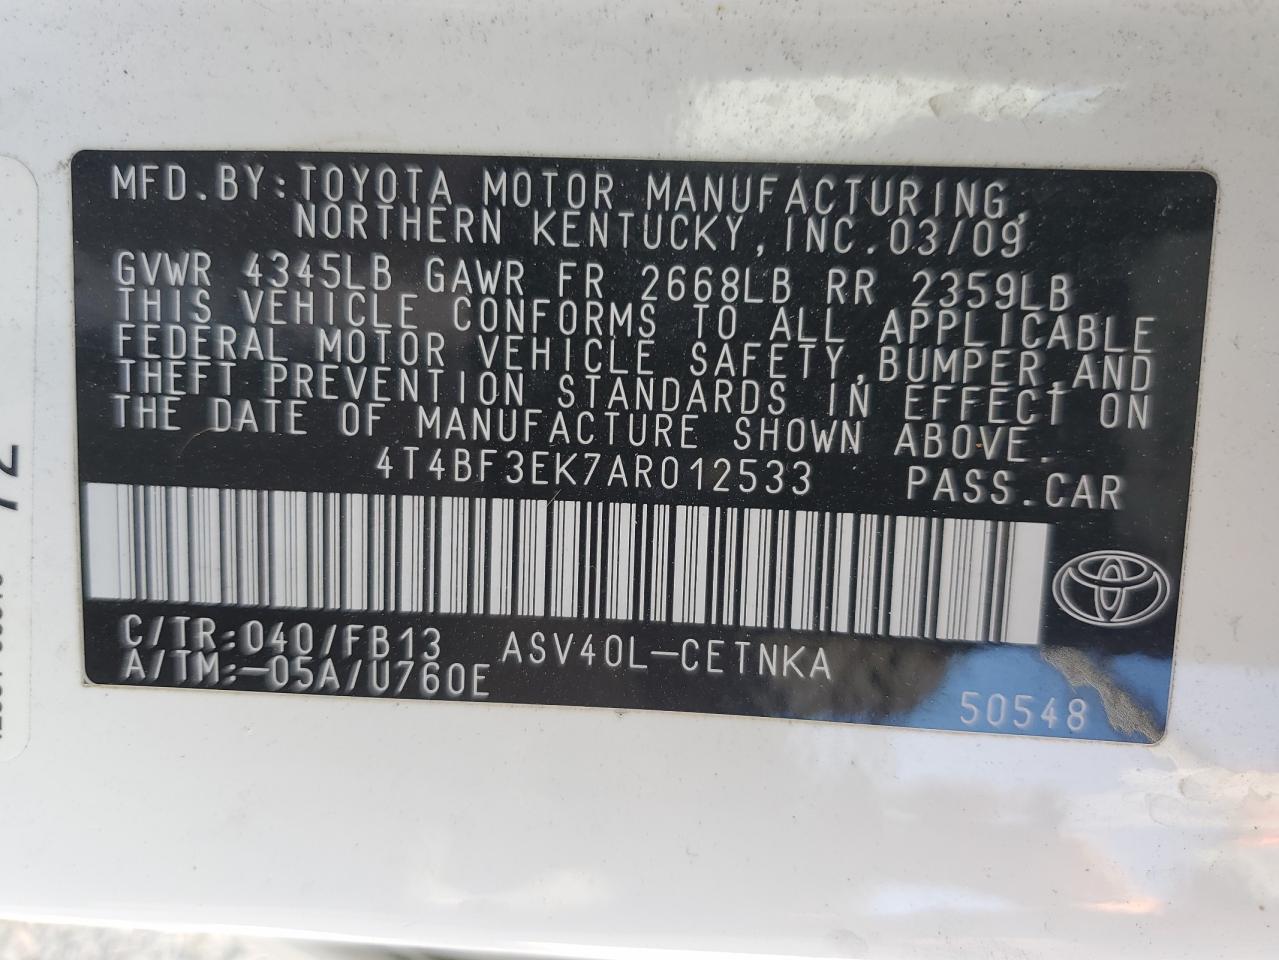 MFD.BY:TOYOTA MOTOR MANUFACTURING,
NORTHERN KENTUCKY,INC.03/09
GVWR 4345LB GAWR FR 2668LB RR 2359LB
THIS VEHICLE CONFORMS TO ALL APPLICABLE
FEDERAL MOTOR VEHICLE SAFETY,BUMPER,AND
THEFT PREVENTION STANDARDS IN EFFECT ON
THE DATE OF MANUFACTURE SHOWN ABOVE.
4T4BF3EK7AR012533 PASS.CAR
C/TR:040/FB13 ASV40L-CETNKA
A/TM:-05A/U760E
50548